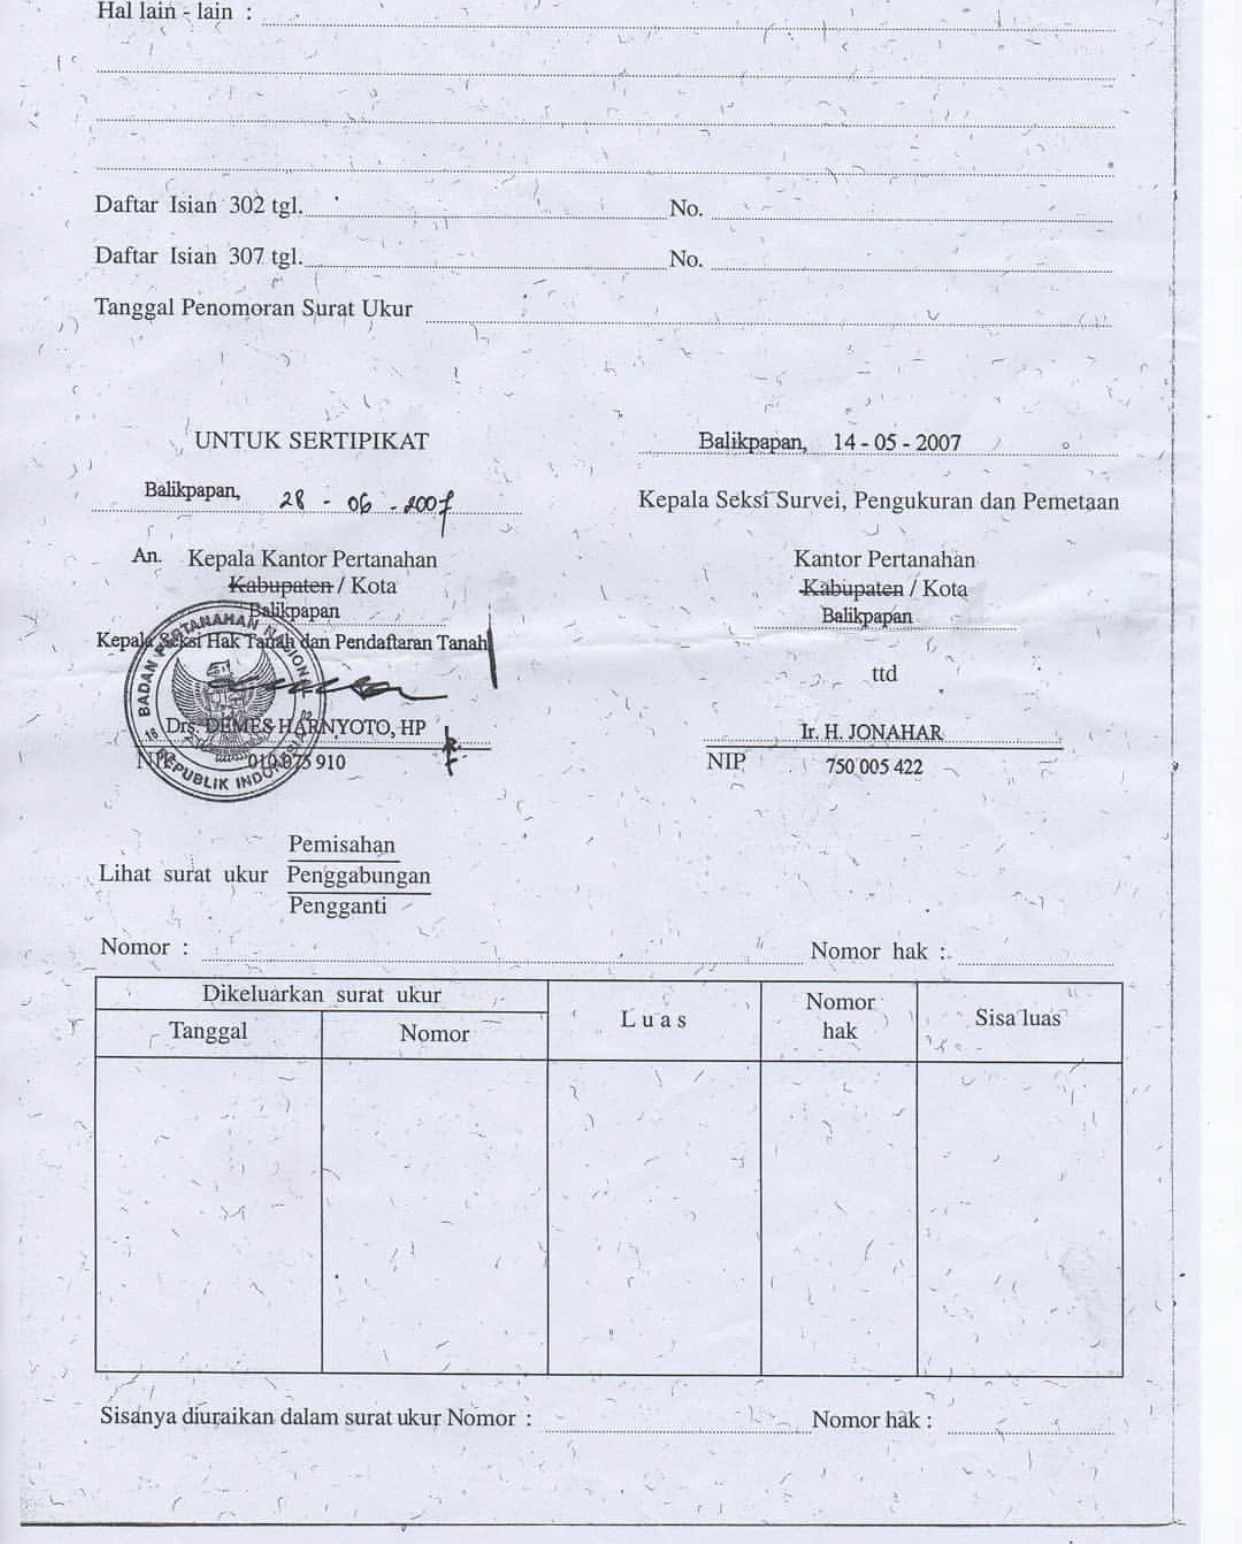 Hal lain - lain :
Daftar Isian 302 tgl. No.
Daftar Isian 307 tgl. No.
Tanggal Penomoran Surat Ukur
UNTUK SERTIPIKAT
Balikpapan, 28 - 06 - 2007
An. Kepala Kantor Pertanahan
Kabupaten / Kota
Balikpapan
Kepala Seksi Hak Tanah dan Pendaftaran Tanah
BADAN PERTANAHAN NASIONAL
REPUBLIK INDONESIA
Drs. DEMES HARNYOTO, HP
NIP. 010 075 910
Balikpapan, 14 - 05 - 2007
Kepala Seksi Survei, Pengukuran dan Pemetaan
Kantor Pertanahan
Kabupaten / Kota
Balikpapan
ttd
Ir. H. JONAHAR
NIP 750 005 422
Pemisahan
Lihat surat ukur Penggabungan
Pengganti
Nomor : Nomor hak :
Dikeluarkan surat ukur
Tanggal Nomor
Luas
Nomor
hak
Sisa luas
Sisanya diuraikan dalam surat ukur Nomor : Nomor hak :